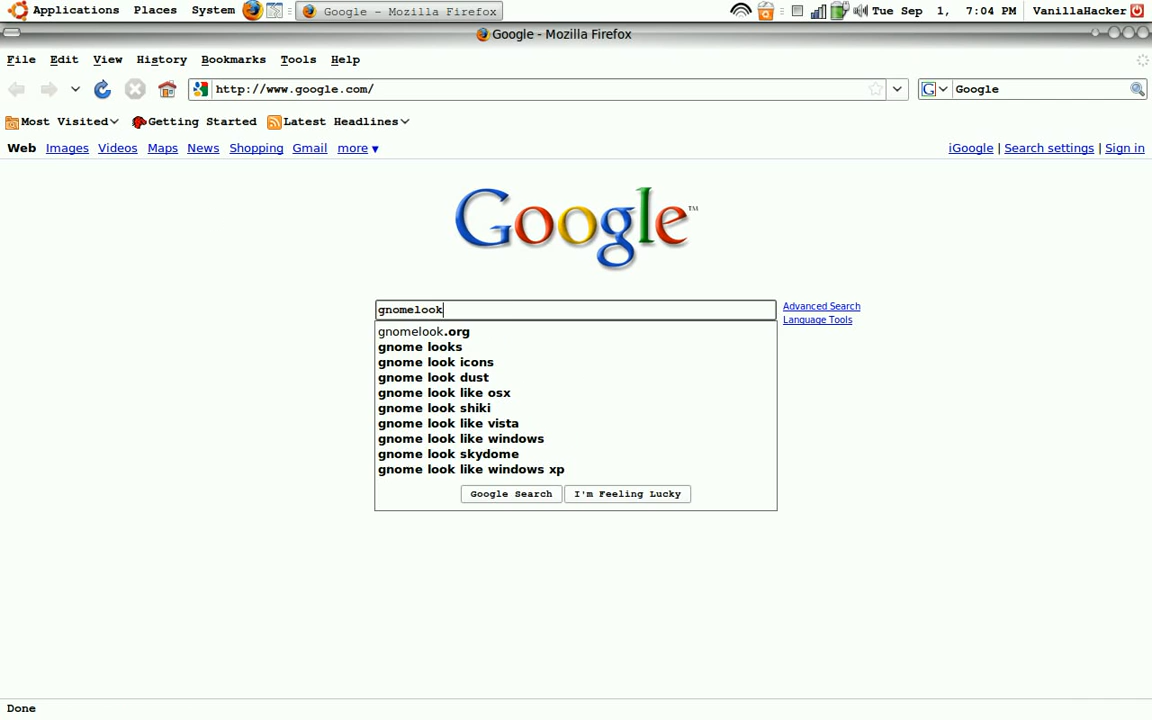 Applications Places System Google - Mozilla Firefox Tue Sep 1, 7:04 PM VanillaHacker
Google - Mozilla Firefox
File Edit View History Bookmarks Tools Help
http://www.google.com/ G Google
Most Visited Getting Started Latest Headlines
Web Images Videos Maps News Shopping Gmail more ▼ iGoogle | Search settings | Sign in
Google™
gnomelook Advanced Search
Language Tools
gnomelook.org
gnome looks
gnome look icons
gnome look dust
gnome look like osx
gnome look shiki
gnome look like vista
gnome look like windows
gnome look skydome
gnome look like windows xp
Google Search I'm Feeling Lucky
Done